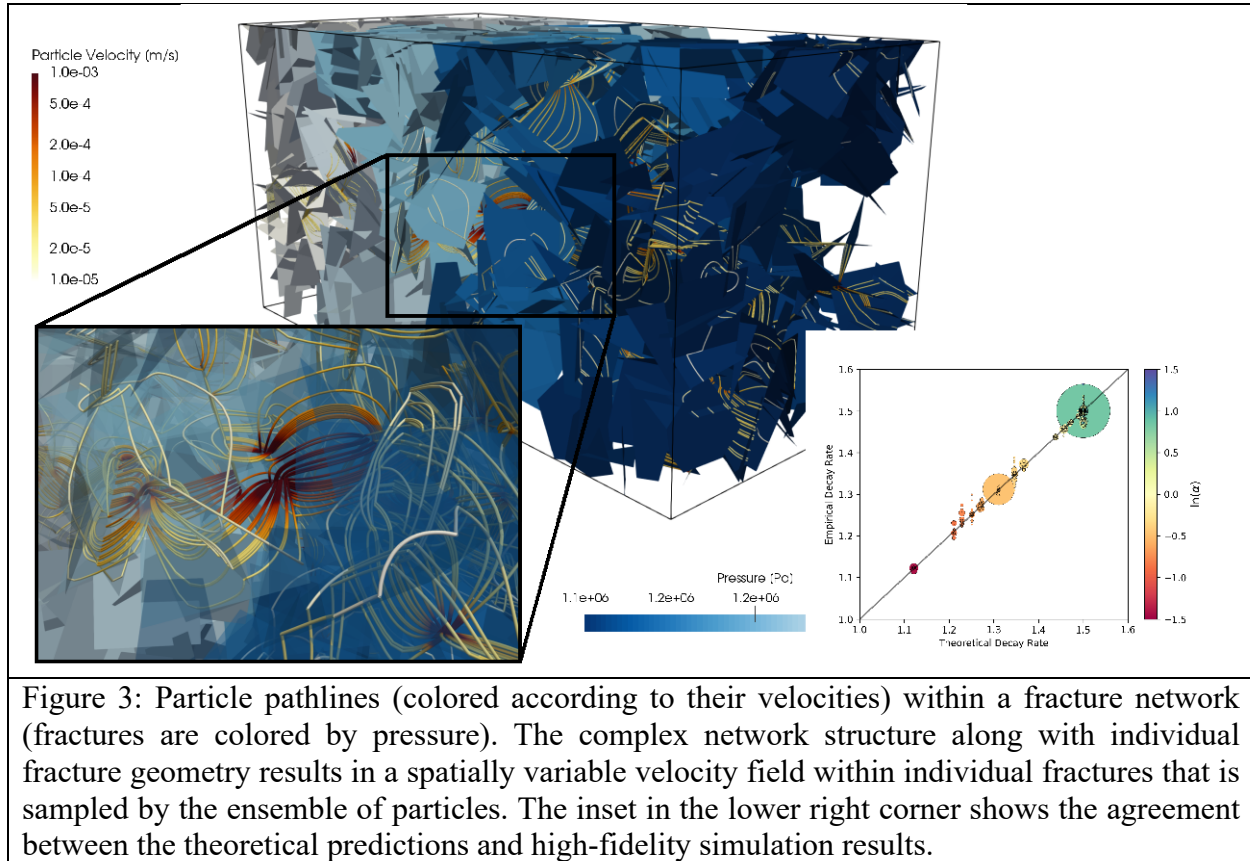 Particle Velocity (m/s)
1.0e-03
5.0e-4
2.0e-4
1.0e-4
5.0e-5
2.0e-5
1.0e-05
Pressure (Pa)
1.1e+06
1.2e+06
1.2e+06
1.6
1.5
1.4
1.3
1.2
1.1
1.0
Empirical Decay Rate
1.0
1.1
1.2
1.3
1.4
1.5
1.6
Theoretical Decay Rate
1.5
1.0
0.5
0.0
−0.5
−1.0
−1.5
ln(α)
Figure 3: Particle pathlines (colored according to their velocities) within a fracture network
(fractures are colored by pressure). The complex network structure along with individual
fracture geometry results in a spatially variable velocity field within individual fractures that is
sampled by the ensemble of particles. The inset in the lower right corner shows the agreement
between the theoretical predictions and high-fidelity simulation results.